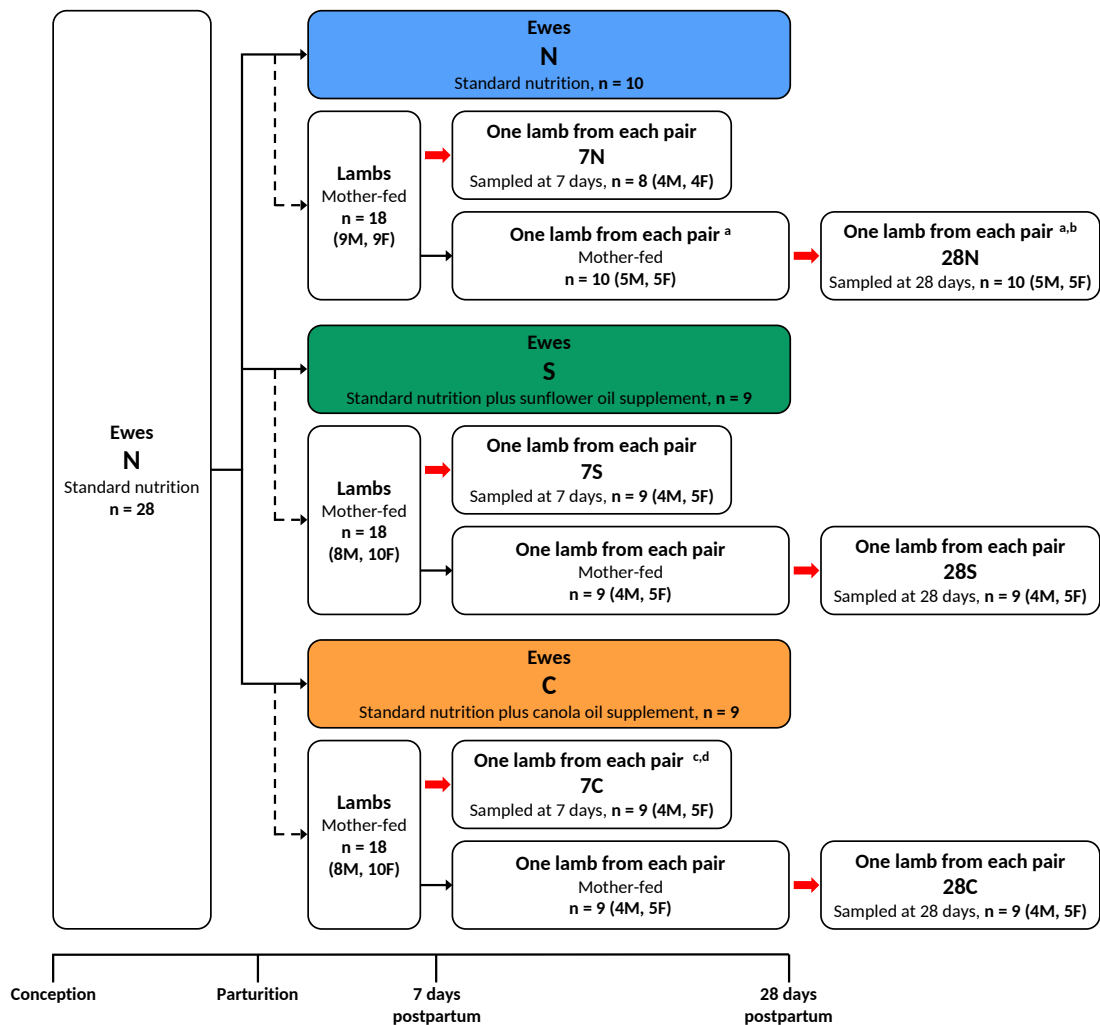 Ewes
N
Standard nutrition
n = 28
Ewes
N
Standard nutrition, n = 10
Lambs
Mother-fed
n = 18
(9M, 9F)
One lamb from each pair
7N
Sampled at 7 days, n = 8 (4M, 4F)
One lamb from each pair a
Mother-fed
n = 10 (5M, 5F)
One lamb from each pair a,b
28N
Sampled at 28 days, n = 10 (5M, 5F)
Ewes
S
Standard nutrition plus sunflower oil supplement, n = 9
Lambs
Mother-fed
n = 18
(8M, 10F)
One lamb from each pair
7S
Sampled at 7 days, n = 9 (4M, 5F)
One lamb from each pair
Mother-fed
n = 9 (4M, 5F)
One lamb from each pair
28S
Sampled at 28 days, n = 9 (4M, 5F)
Ewes
C
Standard nutrition plus canola oil supplement, n = 9
Lambs
Mother-fed
n = 18
(8M, 10F)
One lamb from each pair c,d
7C
Sampled at 7 days, n = 9 (4M, 5F)
One lamb from each pair
Mother-fed
n = 9 (4M, 5F)
One lamb from each pair
28C
Sampled at 28 days, n = 9 (4M, 5F)
Conception
Parturition
7 days
postpartum
28 days
postpartum